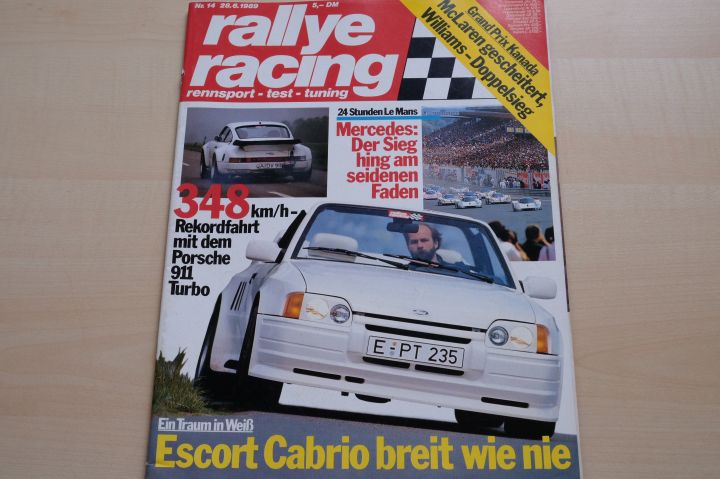 Nr. 14 28.6.1989 5,- DM
rallye
racing
rennsport - test - tuning
Grand Prix Kanada
McLaren gescheitert,
Williams - Doppelsieg
24 Stunden Le Mans
Mercedes:
Der Sieg
hing am
seidenen
Faden
348 km/h-
Rekordfahrt
mit dem
Porsche
911
Turbo
E-PT 235
Ein Traum in Weiß
Escort Cabrio breit wie nie